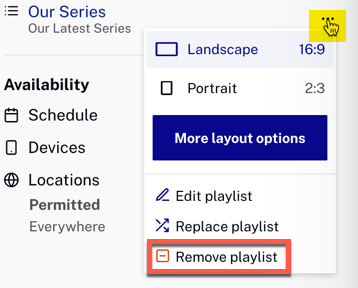 Our Series
Our Latest Series
Landscape 16:9
Portrait 2:3
More layout options
Edit playlist
Replace playlist
Remove playlist
Availability
Schedule
Devices
Locations
Permitted
Everywhere